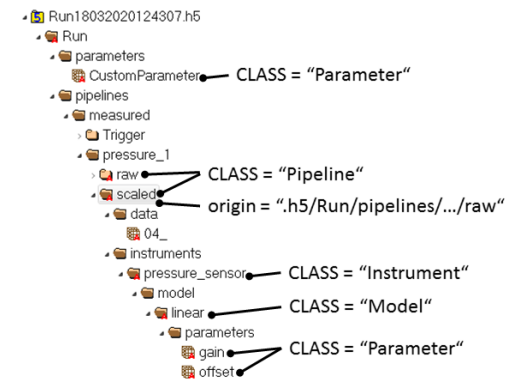 Run18032020124307.h5
Run
parameters
CustomParameter CLASS = “Parameter“
pipelines
measured
Trigger
pressure_1
raw CLASS = “Pipeline“
scaled
origin = “.h5/Run/pipelines/.../raw“
data
04_
instruments
pressure_sensor CLASS = “Instrument“
model
linear CLASS = “Model“
parameters
gain CLASS = “Parameter“
offset